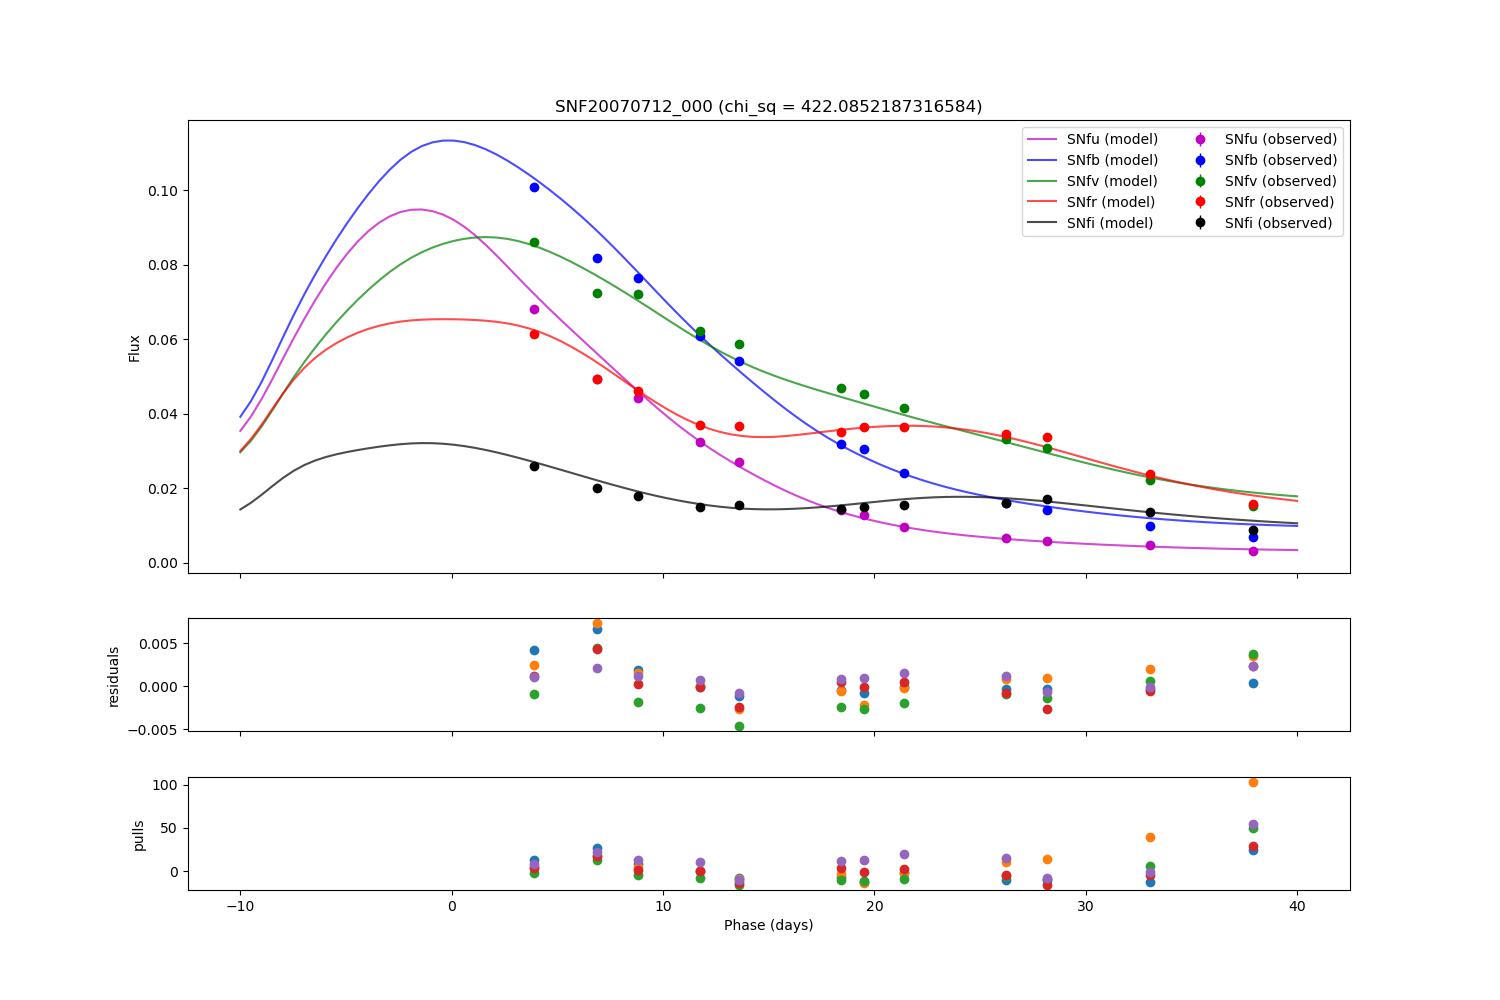 SNF20070712_000 (chi_sq = 422.0852187316584)
SNfu (model) SNfu (observed)
SNfb (model) SNfb (observed)
SNfv (model) SNfv (observed)
SNfr (model) SNfr (observed)
SNfi (model) SNfi (observed)
Flux
0.10
0.08
0.06
0.04
0.02
0.00
residuals
0.005
0.000
−0.005
pulls
100
50
0
−10 0 10 20 30 40
Phase (days)